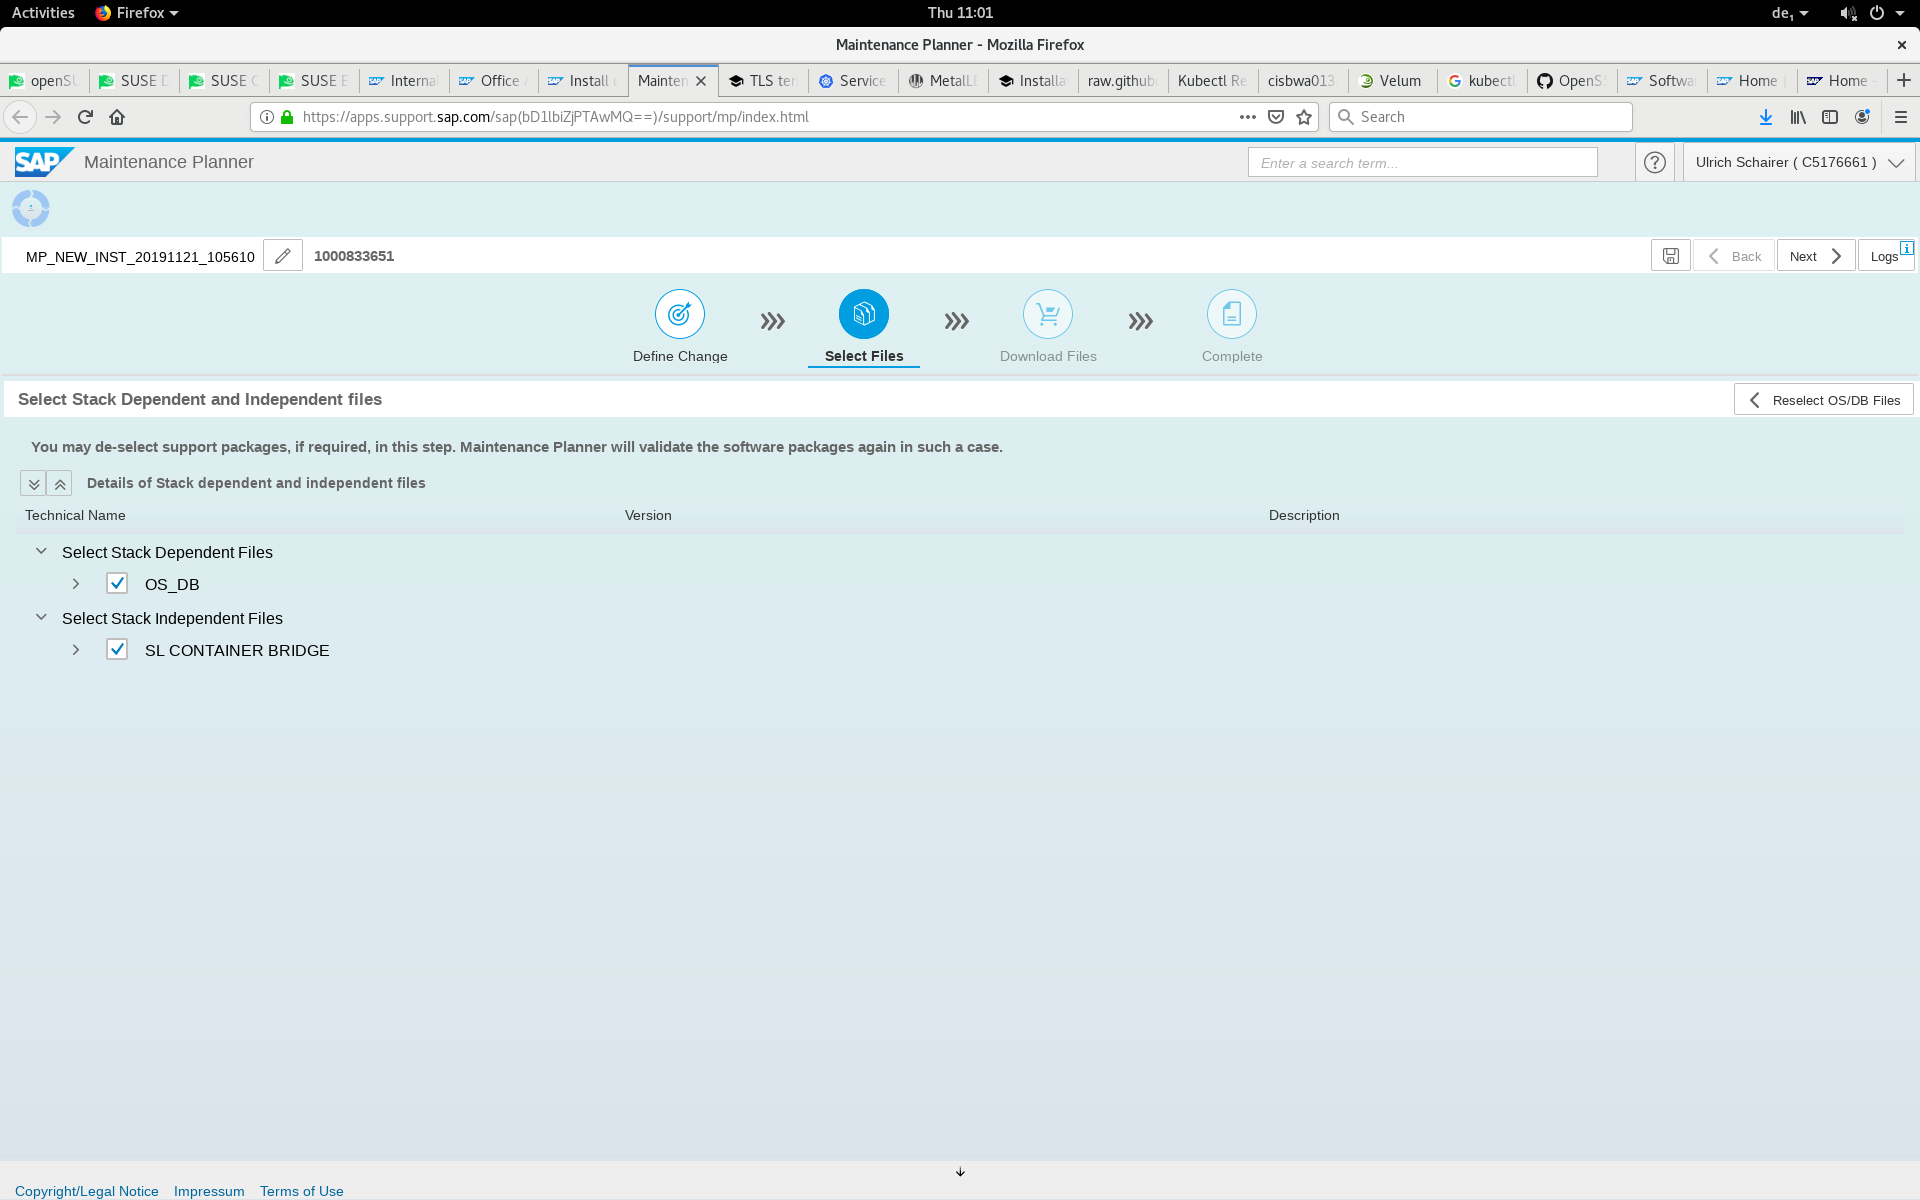 Activities Firefox Thu 11:01 de₁
Maintenance Planner - Mozilla Firefox
openSU SUSE SUSE SUSE Interna Office Install Mainten TLS ter Service MetalL Installa raw.githubu Kubectl Re cisbwa013. Velum kubectl OpenS Softwa Home Home
https://apps.support.sap.com/sap(bD1lbiZjPTAwMQ==)/support/mp/index.html Search
SAP Maintenance Planner Enter a search term... Ulrich Schairer ( C5176661 )
MP_NEW_INST_20191121_105610 1000833651 Back Next Logs
Define Change Select Files Download Files Complete
Select Stack Dependent and Independent files Reselect OS/DB Files
You may de-select support packages, if required, in this step. Maintenance Planner will validate the software packages again in such a case.
Details of Stack dependent and independent files
Technical Name Version Description
Select Stack Dependent Files
OS_DB
Select Stack Independent Files
SL CONTAINER BRIDGE
Copyright/Legal Notice Impressum Terms of Use